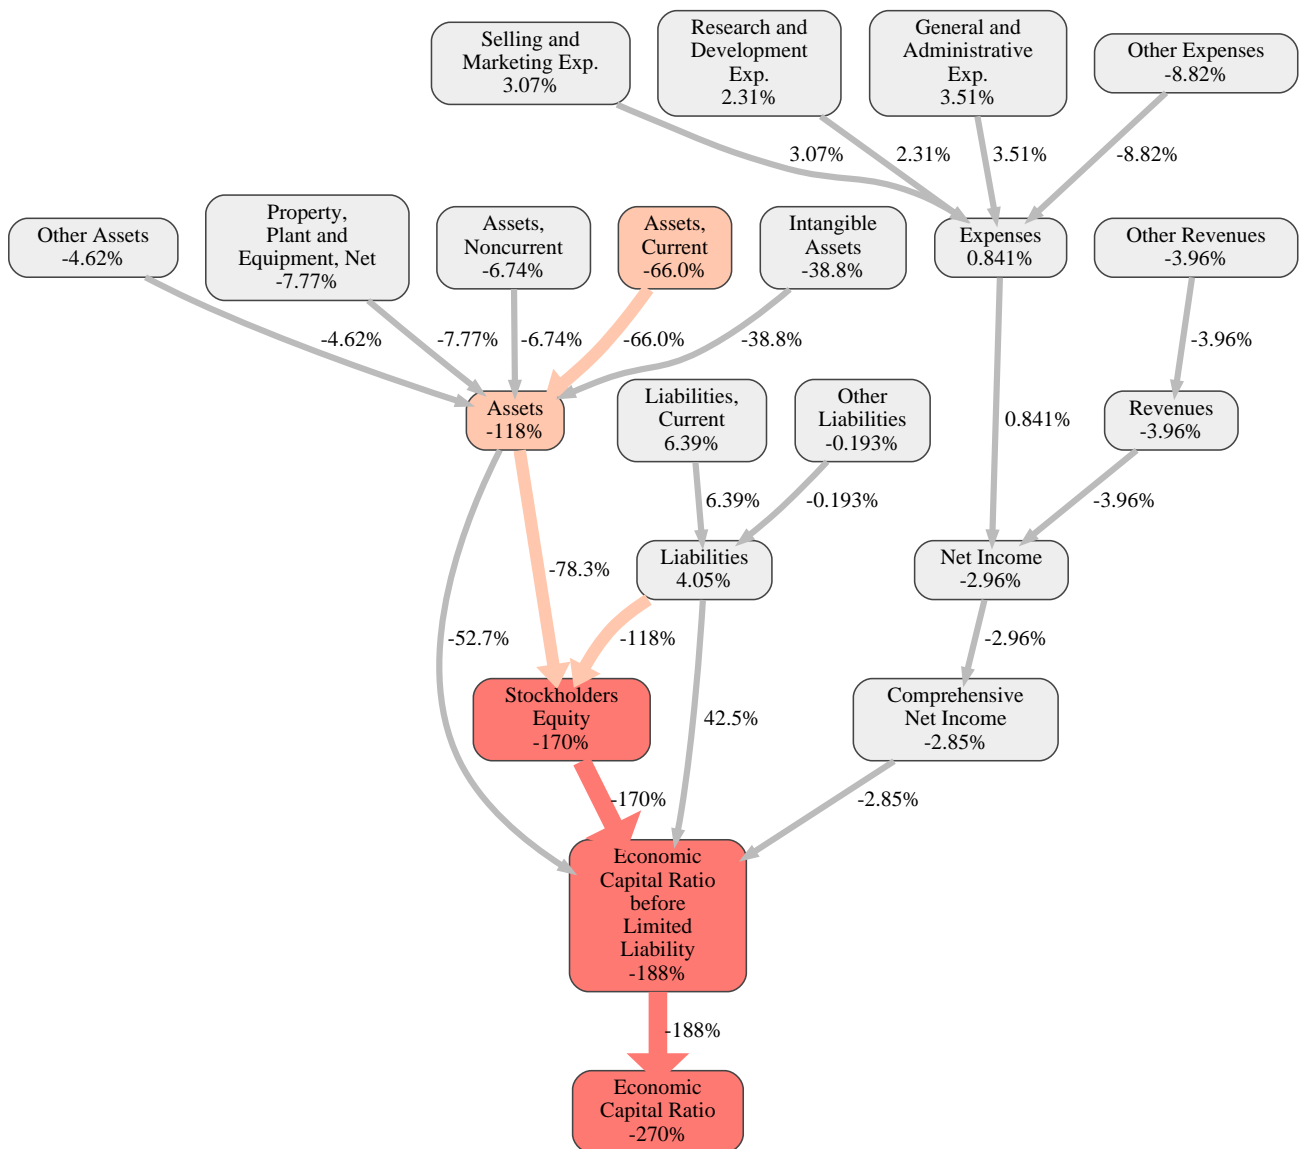 Selling and
Marketing Exp.
3.07%
Research and
Development
Exp.
2.31%
General and
Administrative
Exp.
3.51%
Other Expenses
-8.82%
3.07%
2.31%
3.51%
-8.82%
Other Assets
-4.62%
Property,
Plant and
Equipment, Net
-7.77%
Assets,
Noncurrent
-6.74%
Assets,
Current
-66.0%
Intangible
Assets
-38.8%
Expenses
0.841%
Other Revenues
-3.96%
-4.62%
-7.77%
-6.74%
-66.0%
-38.8%
-3.96%
Assets
-118%
Liabilities,
Current
6.39%
Other
Liabilities
-0.193%
0.841%
Revenues
-3.96%
6.39%
-0.193%
-3.96%
-78.3%
Liabilities
4.05%
Net Income
-2.96%
-52.7%
-118%
-2.96%
Stockholders
Equity
-170%
42.5%
Comprehensive
Net Income
-2.85%
-170%
-2.85%
Economic
Capital Ratio
before
Limited
Liability
-188%
-188%
Economic
Capital Ratio
-270%